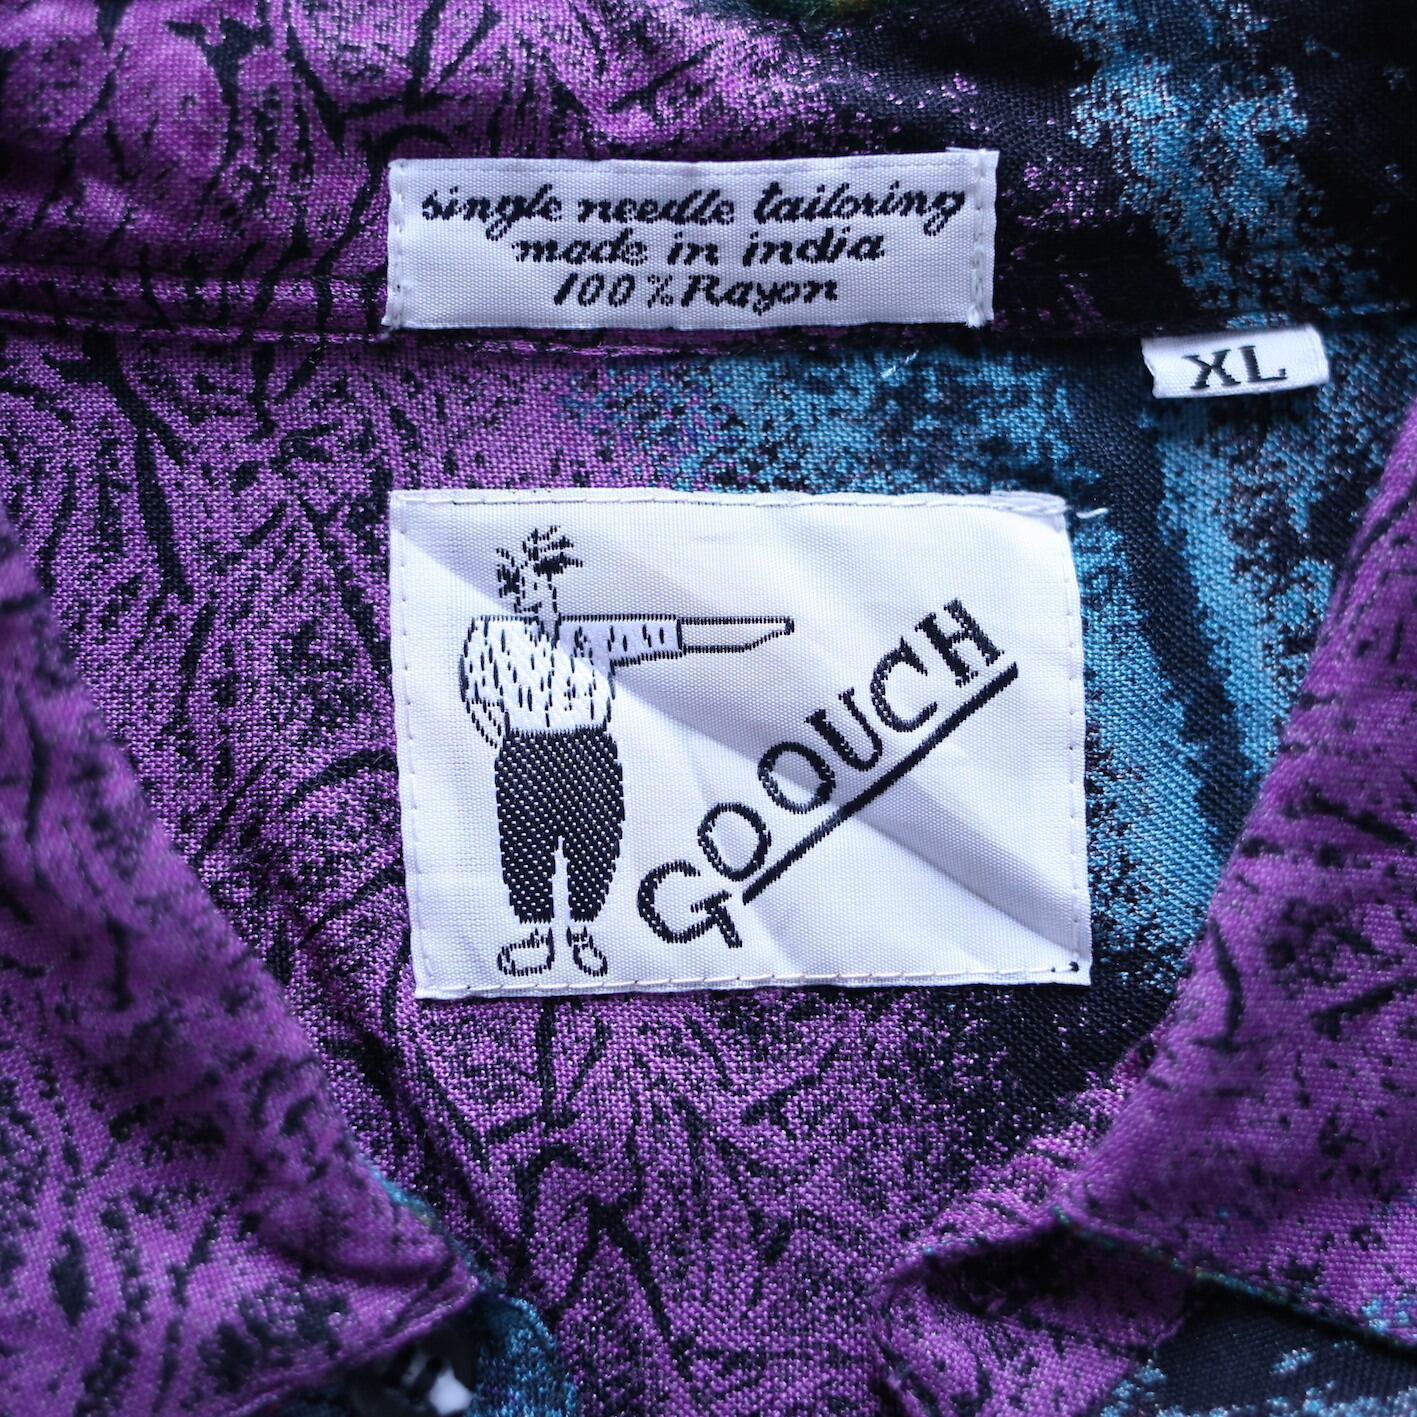 single needle tailoring
made in india
100% Rayon
XL
GOOUCH